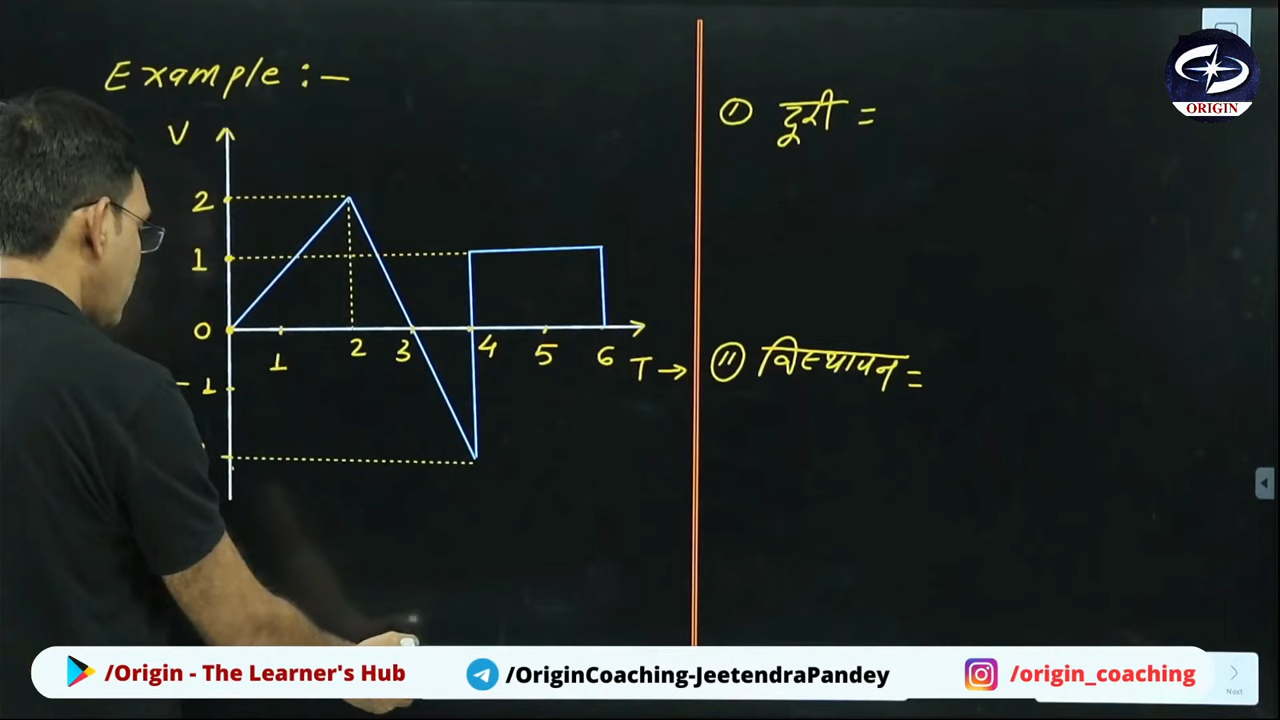 Example :-
V
2
1
0
-1
1 2 3 4 5 6 T →
(I) दूरी =
(II) विस्थापन =
ORIGIN
Next
/Origin - The Learner's Hub
/OriginCoaching-JeetendraPandey
/origin_coaching